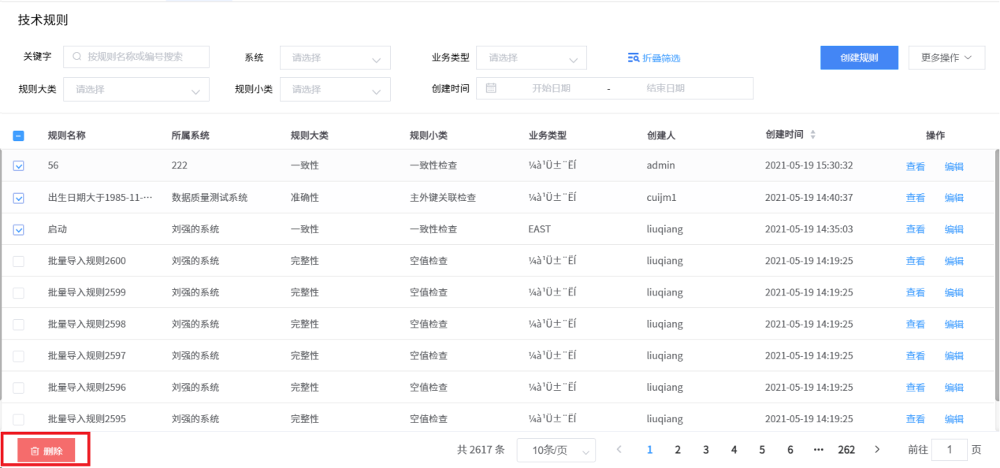 技术规则
关键字 按规则名称或编号搜索 系统 请选择 业务类型 请选择 折叠筛选 创建规则 更多操作
规则大类 请选择 规则小类 请选择 创建时间 开始日期 - 结束日期
规则名称 所属系统 规则大类 规则小类 业务类型 创建人 创建时间 操作
56 222 一致性 一致性检查 ¼à¹Ü±¨ËÍ admin 2021-05-19 15:30:32 查看 编辑
出生日期大于1985-11-··· 数据质量测试系统 准确性 主外键关联检查 ¼à¹Ü±¨ËÍ cuijm1 2021-05-19 14:40:37 查看 编辑
启动 刘强的系统 一致性 一致性检查 EAST liuqiang 2021-05-19 14:35:03 查看 编辑
批量导入规则2600 刘强的系统 完整性 空值检查 ¼à¹Ü±¨ËÍ liuqiang 2021-05-19 14:19:25 查看 编辑
批量导入规则2599 刘强的系统 完整性 空值检查 ¼à¹Ü±¨ËÍ liuqiang 2021-05-19 14:19:25 查看 编辑
批量导入规则2598 刘强的系统 完整性 空值检查 ¼à¹Ü±¨ËÍ liuqiang 2021-05-19 14:19:25 查看 编辑
批量导入规则2597 刘强的系统 完整性 空值检查 ¼à¹Ü±¨ËÍ liuqiang 2021-05-19 14:19:25 查看 编辑
批量导入规则2596 刘强的系统 完整性 空值检查 ¼à¹Ü±¨ËÍ liuqiang 2021-05-19 14:19:25 查看 编辑
批量导入规则2595 刘强的系统 完整性 空值检查 ¼à¹Ü±¨ËÍ liuqiang 2021-05-19 14:19:25 查看 编辑
删除 共 2617 条 10条/页 < 1 2 3 4 5 6 ··· 262 > 前往 1 页